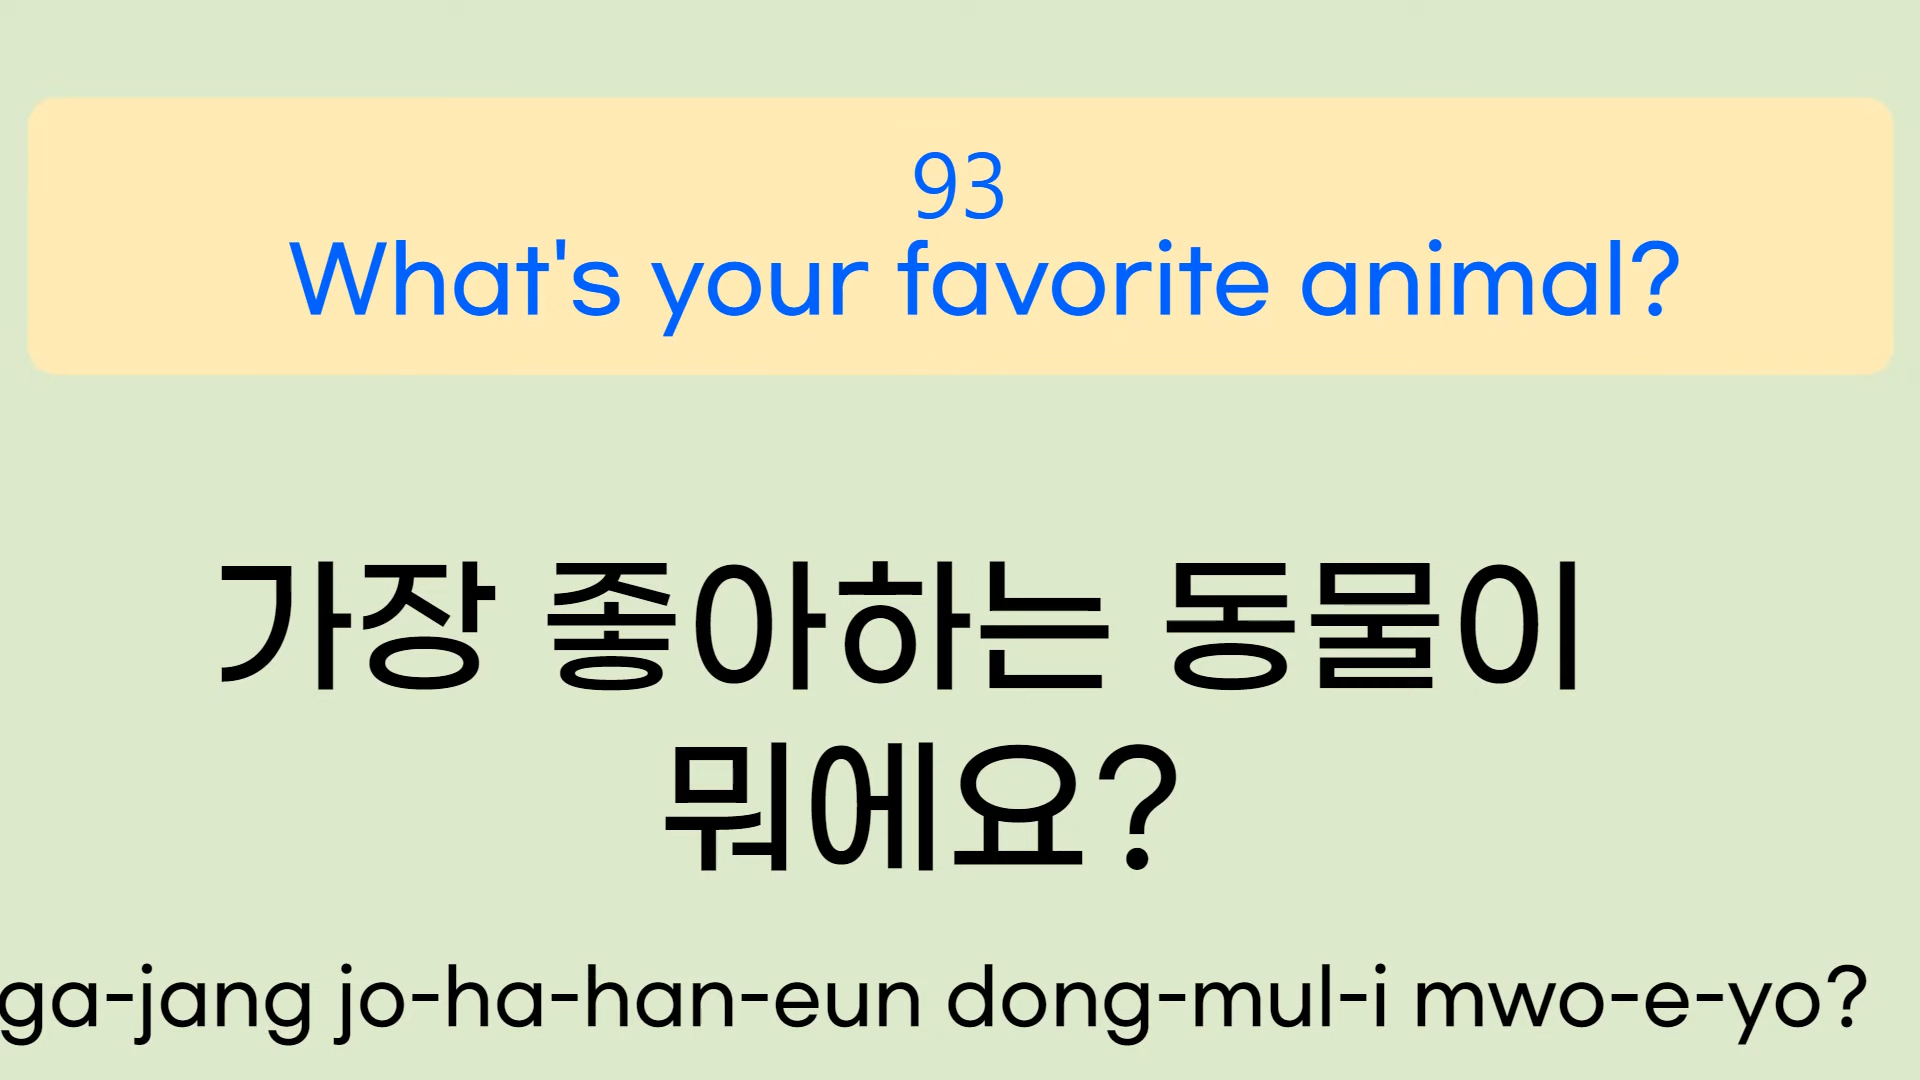 93
What's your favorite animal?
가장 좋아하는 동물이
뭐에요?
ga-jang jo-ha-han-eun dong-mul-i mwo-e-yo?